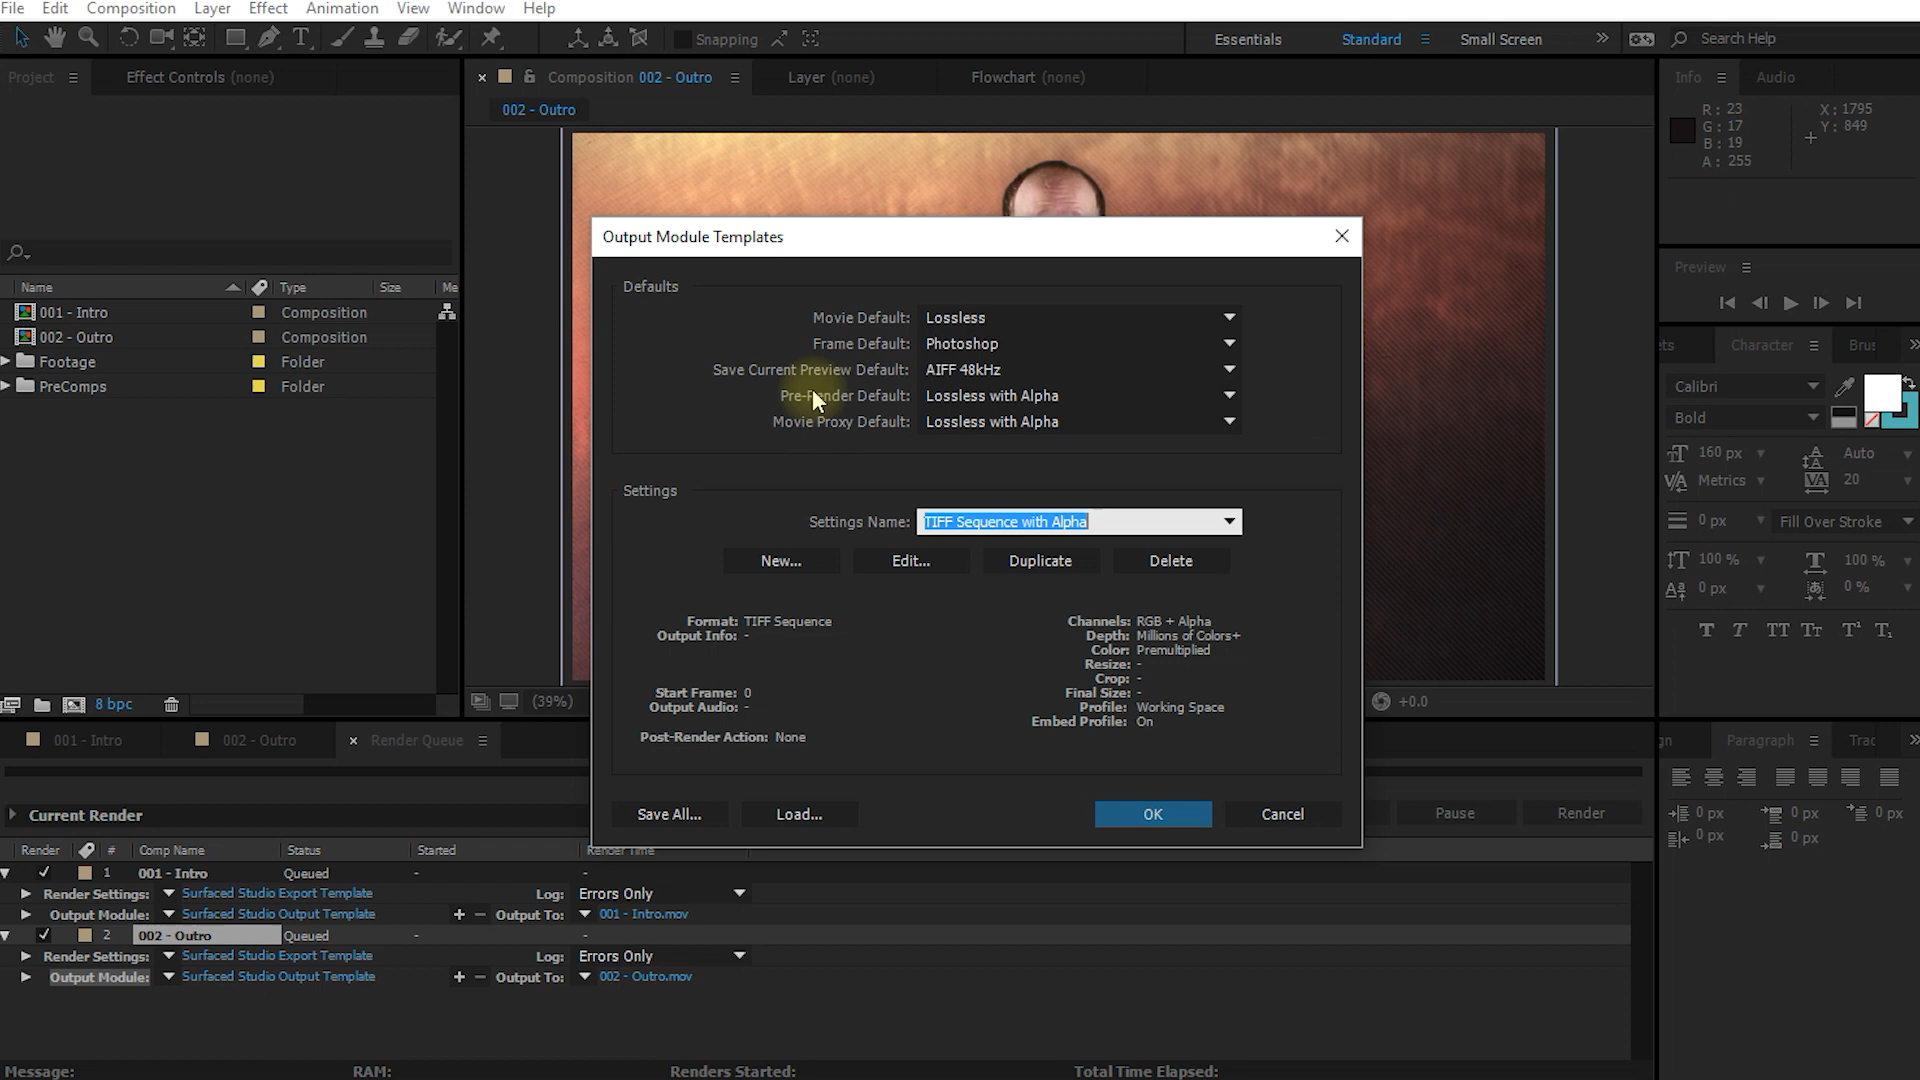 File Edit Composition Layer Effect Animation View Window Help
Snapping Essentials Standard Small Screen Search Help
Project Effect Controls (none) Composition 002 - Outro Layer (none) Flowchart (none) Info Audio
002 - Outro
R: 23 X: 1795
G: 17 Y: 849
B: 19
A: 255
Output Module Templates
Preview
Name Type Size Me
001 - Intro Composition
002 - Outro Composition
Footage Folder
PreComps Folder
Defaults
Movie Default: Lossless
Frame Default: Photoshop
Save Current Preview Default: AIFF 48kHz
Pre-Render Default: Lossless with Alpha
Movie Proxy Default: Lossless with Alpha
Settings
Settings Name: TIFF Sequence with Alpha
New... Edit... Duplicate Delete
Format: TIFF Sequence
Output Info: -
Start Frame: 0
Output Audio: -
Post-Render Action: None
Channels: RGB + Alpha
Depth: Millions of Colors+
Color: Premultiplied
Resize: -
Crop: -
Final Size: -
Profile: Working Space
Embed Profile: On
Save All... Load... OK Cancel
ets Character Brus
Calibri
Bold
160 px Auto
Metrics 20
0 px Fill Over Stroke
100 % 100 %
0 px 0 %
T T TT Tt T¹ T₁
8 bpc (39%) +0.0
001 - Intro 002 - Outro Render Queue gn Paragraph Trac
0 px 0 px 0 px
0 px 0 px
Current Render Pause Render
Render # Comp Name Status Started Render Time
1 001 - Intro Queued - -
Render Settings: Surfaced Studio Export Template Log: Errors Only
Output Module: Surfaced Studio Output Template Output To: 001 - Intro.mov
2 002 - Outro Queued - -
Render Settings: Surfaced Studio Export Template Log: Errors Only
Output Module: Surfaced Studio Output Template Output To: 002 - Outro.mov
Message: RAM: Renders Started: Total Time Elapsed: